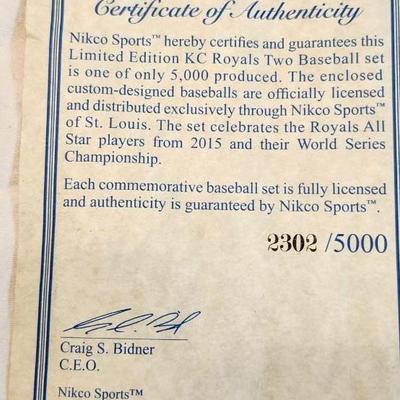 Certificate of Authenticity
Nikco Sports™ hereby certifies and guarantees this
Limited Edition KC Royals Two Baseball set
is one of only 5,000 produced. The enclosed
custom-designed baseballs are officially licensed
and distributed exclusively through Nikco Sports™
of St. Louis. The set celebrates the Royals All
Star players from 2015 and their World Series
Championship.
Each commemorative baseball set is fully licensed
and authenticity is guaranteed by Nikco Sports™.
2302 /5000
Craig S. Bidner
C.E.O.
Nikco Sports™